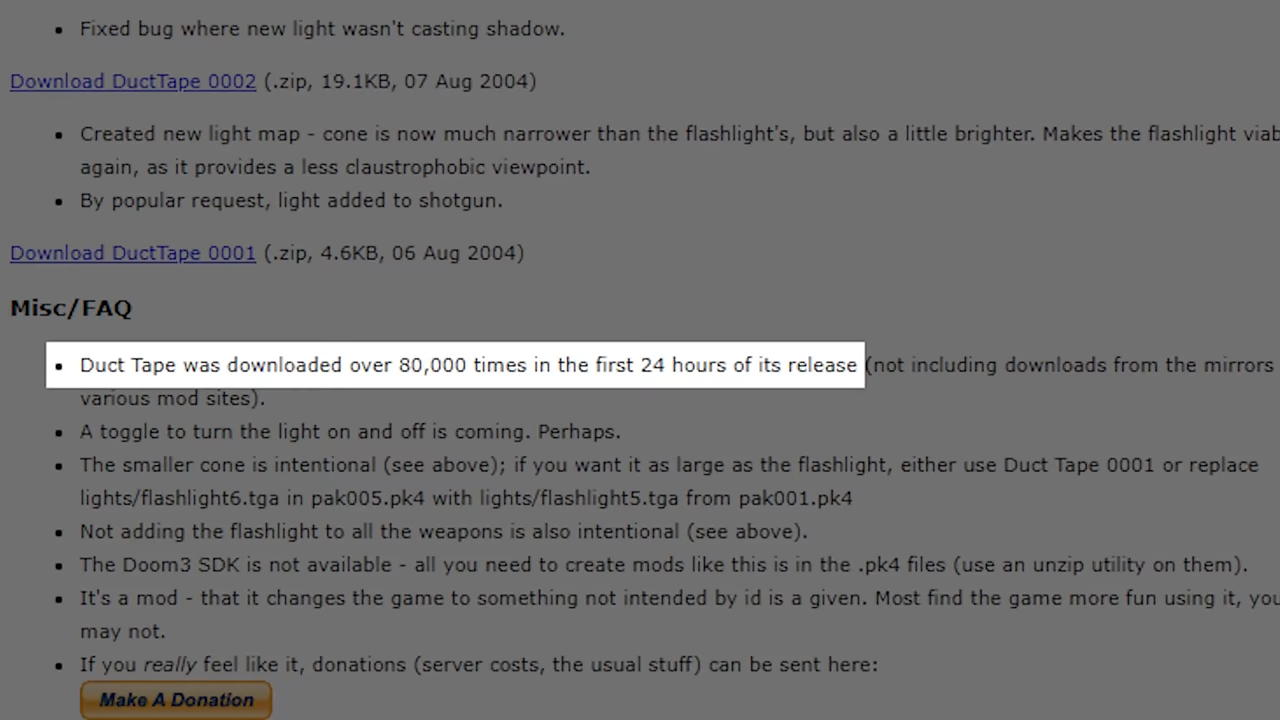 Fixed bug where new light wasn't casting shadow.
Download DuctTape 0002 (.zip, 19.1KB, 07 Aug 2004)
Created new light map - cone is now much narrower than the flashlight's, but also a little brighter. Makes the flashlight viab
again, as it provides a less claustrophobic viewpoint.
By popular request, light added to shotgun.
Download DuctTape 0001 (.zip, 4.6KB, 06 Aug 2004)
Misc/FAQ
Duct Tape was downloaded over 80,000 times in the first 24 hours of its release (not including downloads from the mirrors
various mod sites).
A toggle to turn the light on and off is coming. Perhaps.
The smaller cone is intentional (see above); if you want it as large as the flashlight, either use Duct Tape 0001 or replace
lights/flashlight6.tga in pak005.pk4 with lights/flashlight5.tga from pak001.pk4
Not adding the flashlight to all the weapons is also intentional (see above).
The Doom3 SDK is not available - all you need to create mods like this is in the .pk4 files (use an unzip utility on them).
It's a mod - that it changes the game to something not intended by id is a given. Most find the game more fun using it, you
may not.
If you really feel like it, donations (server costs, the usual stuff) can be sent here:
Make A Donation